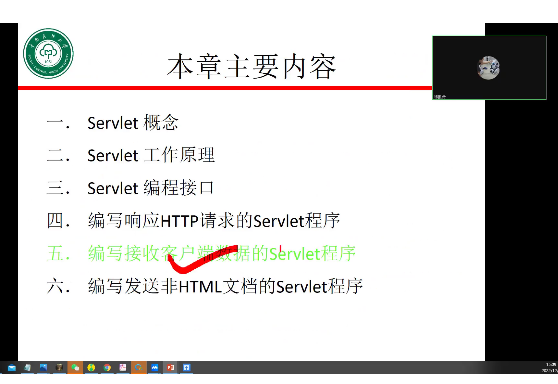 本章主要内容
一. Servlet 概念
二. Servlet 工作原理
三. Servlet 编程接口
四. 编写响应HTTP请求的Servlet程序
五. 编写接收客户端数据的Servlet程序
六. 编写发送非HTML文档的Servlet程序